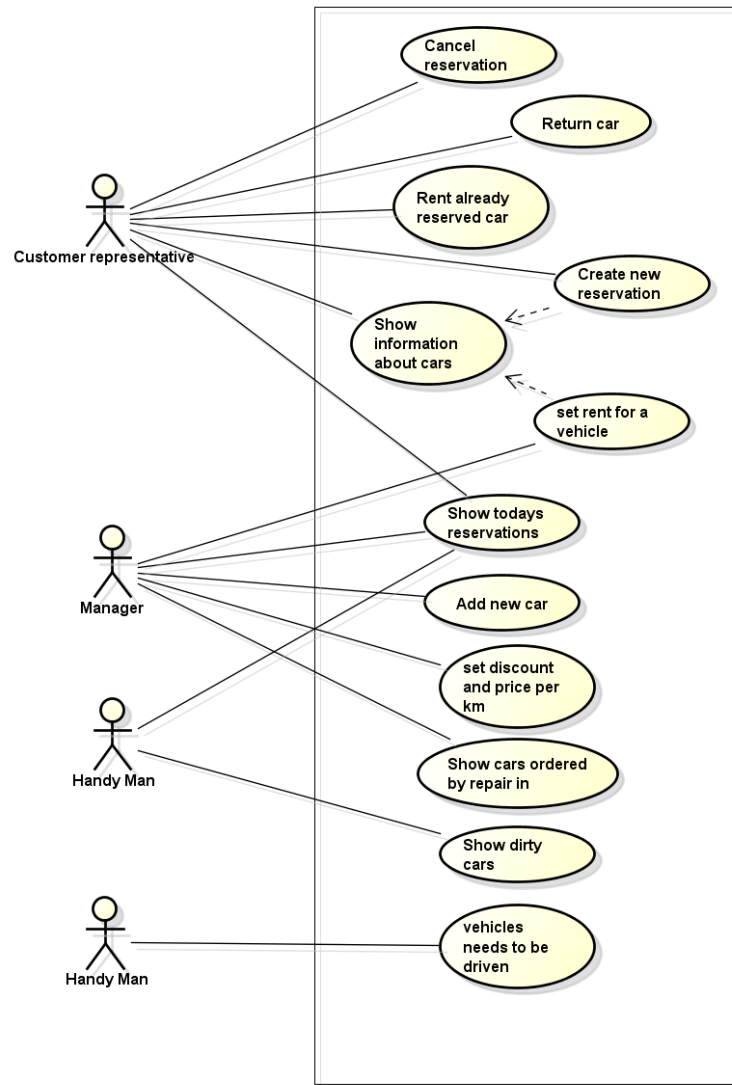 Cancel
reservation
Return car
Rent already
reserved car
Customer representative
Create new
reservation
Show
information
about cars
set rent for a
vehicle
Show todays
reservations
Manager
Add new car
set discount
and price per
km
Handy Man
Show cars ordered
by repair in
Show dirty
cars
vehicles
needs to be
driven
Handy Man